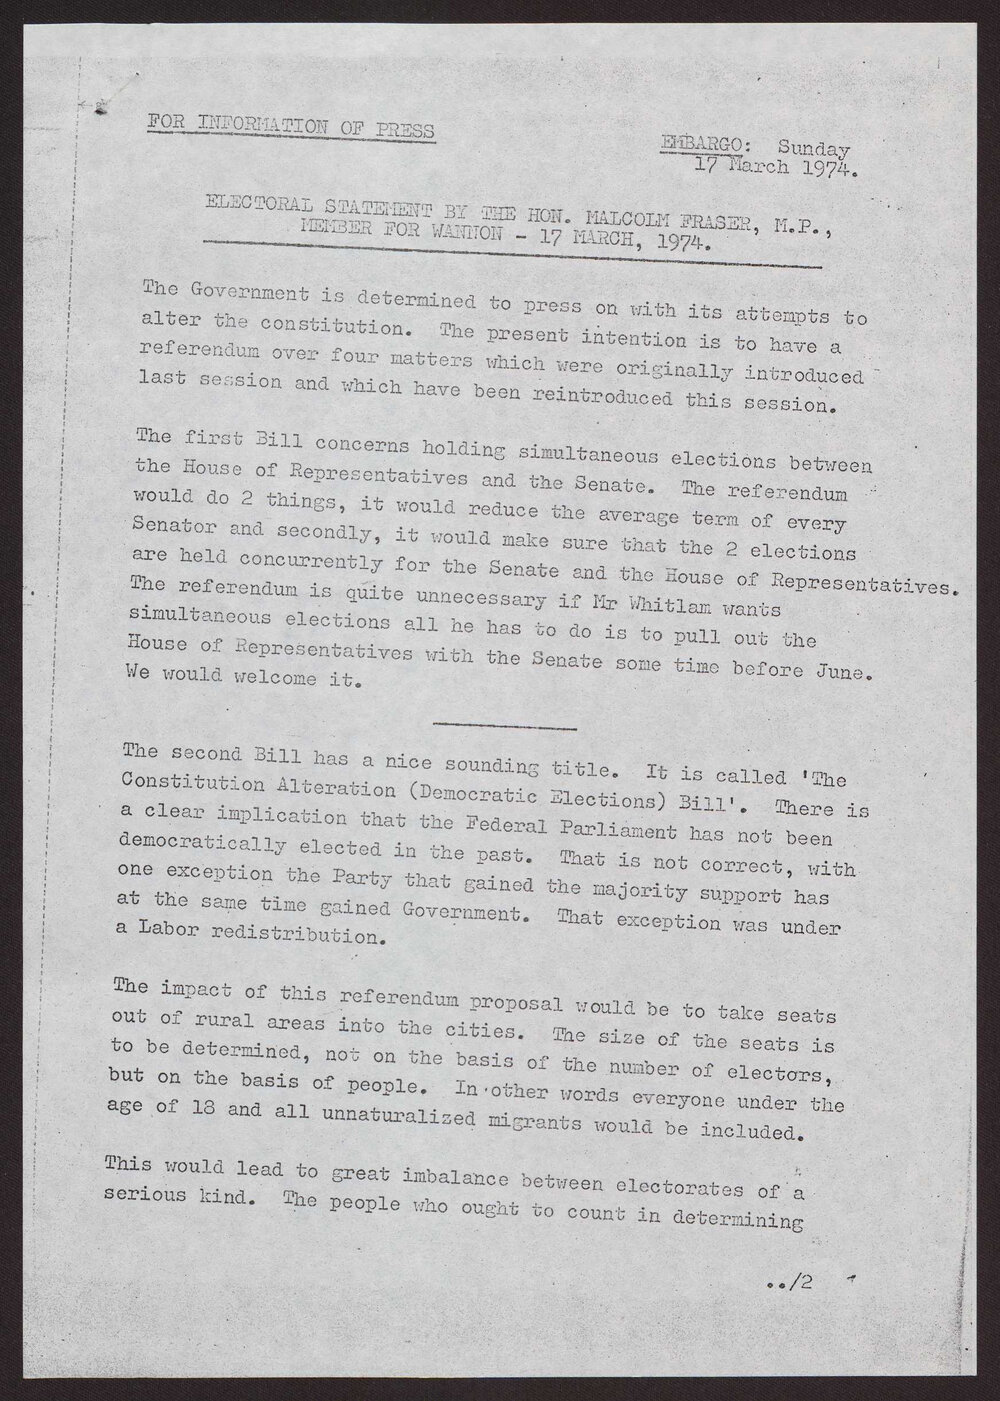 FOR INFORMATION OF PRESS
EMBARGO: Sunday
17 March 1974.
ELECTORAL STATEMENT BY THE HON. MALCOLM FRASER, M.P.,
MEMBER FOR WANNON - 17 MARCH, 1974.
The Government is determined to press on with its attempts to
alter the constitution. The present intention is to have a
referendum over four matters which were originally introduced
last session and which have been reintroduced this session.
The first Bill concerns holding simultaneous elections between
the House of Representatives and the Senate. The referendum
would do 2 things, it would reduce the average term of every
Senator and secondly, it would make sure that the 2 elections
are held concurrently for the Senate and the House of Representatives.
The referendum is quite unnecessary if Mr Whitlam wants
simultaneous elections all he has to do is to pull out the
House of Representatives with the Senate some time before June.
We would welcome it.
The second Bill has a nice sounding title. It is called 'The
Constitution Alteration (Democratic Elections) Bill'. There is
a clear implication that the Federal Parliament has not been
democratically elected in the past. That is not correct, with
one exception the Party that gained the majority support has
at the same time gained Government. That exception was under
a Labor redistribution.
The impact of this referendum proposal would be to take seats
out of rural areas into the cities. The size of the seats is
to be determined, not on the basis of the number of electors,
but on the basis of people. In other words everyone under the
age of 18 and all unnaturalized migrants would be included.
This would lead to great imbalance between electorates of a
serious kind. The people who ought to count in determining
../2